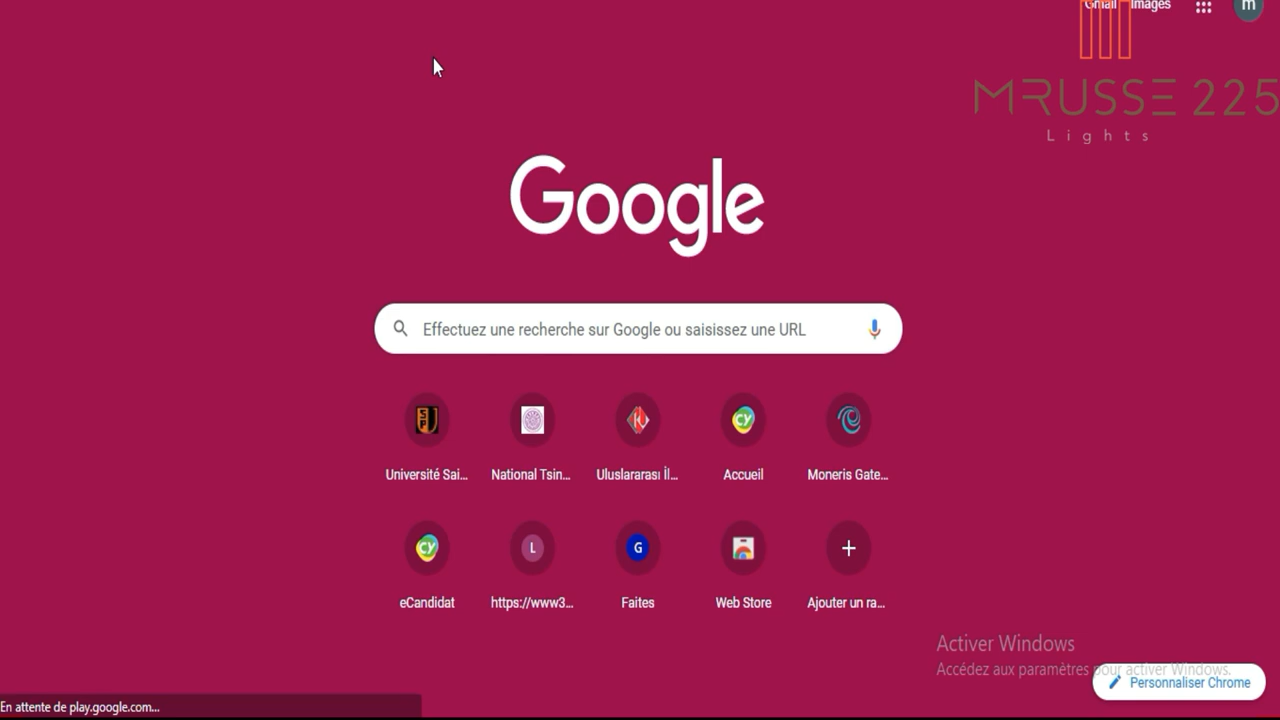 Gmail Images
m
MRUSSE 225
Lights
Google
Effectuez une recherche sur Google ou saisissez une URL
Université Sai... National Tsin... Uluslararası İl... Accueil Moneris Gate...
L G
eCandidat https://www3... Faites Web Store Ajouter un ra...
Activer Windows
Accédez aux paramètres pour activer Windows.
Personnaliser Chrome
En attente de play.google.com...